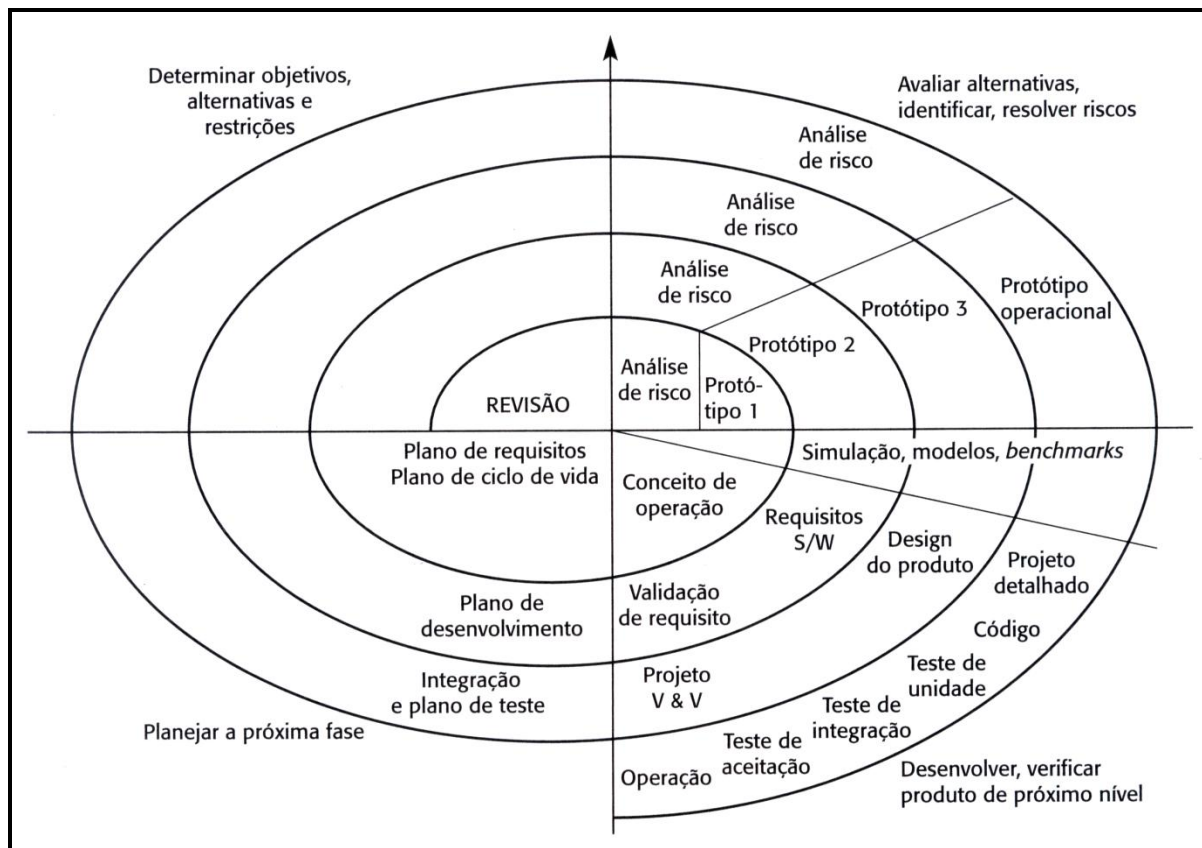 Determinar objetivos,
alternativas e
restrições
Avaliar alternativas,
identificar, resolver riscos
Análise
de risco
Análise
de risco
Análise
de risco
Protótipo
operacional
Protótipo 3
Protótipo 2
Análise
de risco
Protó-
tipo 1
REVISÃO
Plano de requisitos
Plano de ciclo de vida
Simulação, modelos, benchmarks
Conceito de
operação
Requisitos
S/W
Design
do produto
Projeto
detalhado
Plano de
desenvolvimento
Validação
de requisito
Código
Integração
e plano de teste
Projeto
V & V
Teste de
unidade
Teste de
integração
Planejar a próxima fase
Teste de
aceitação
Operação
Desenvolver, verificar
produto de próximo nível